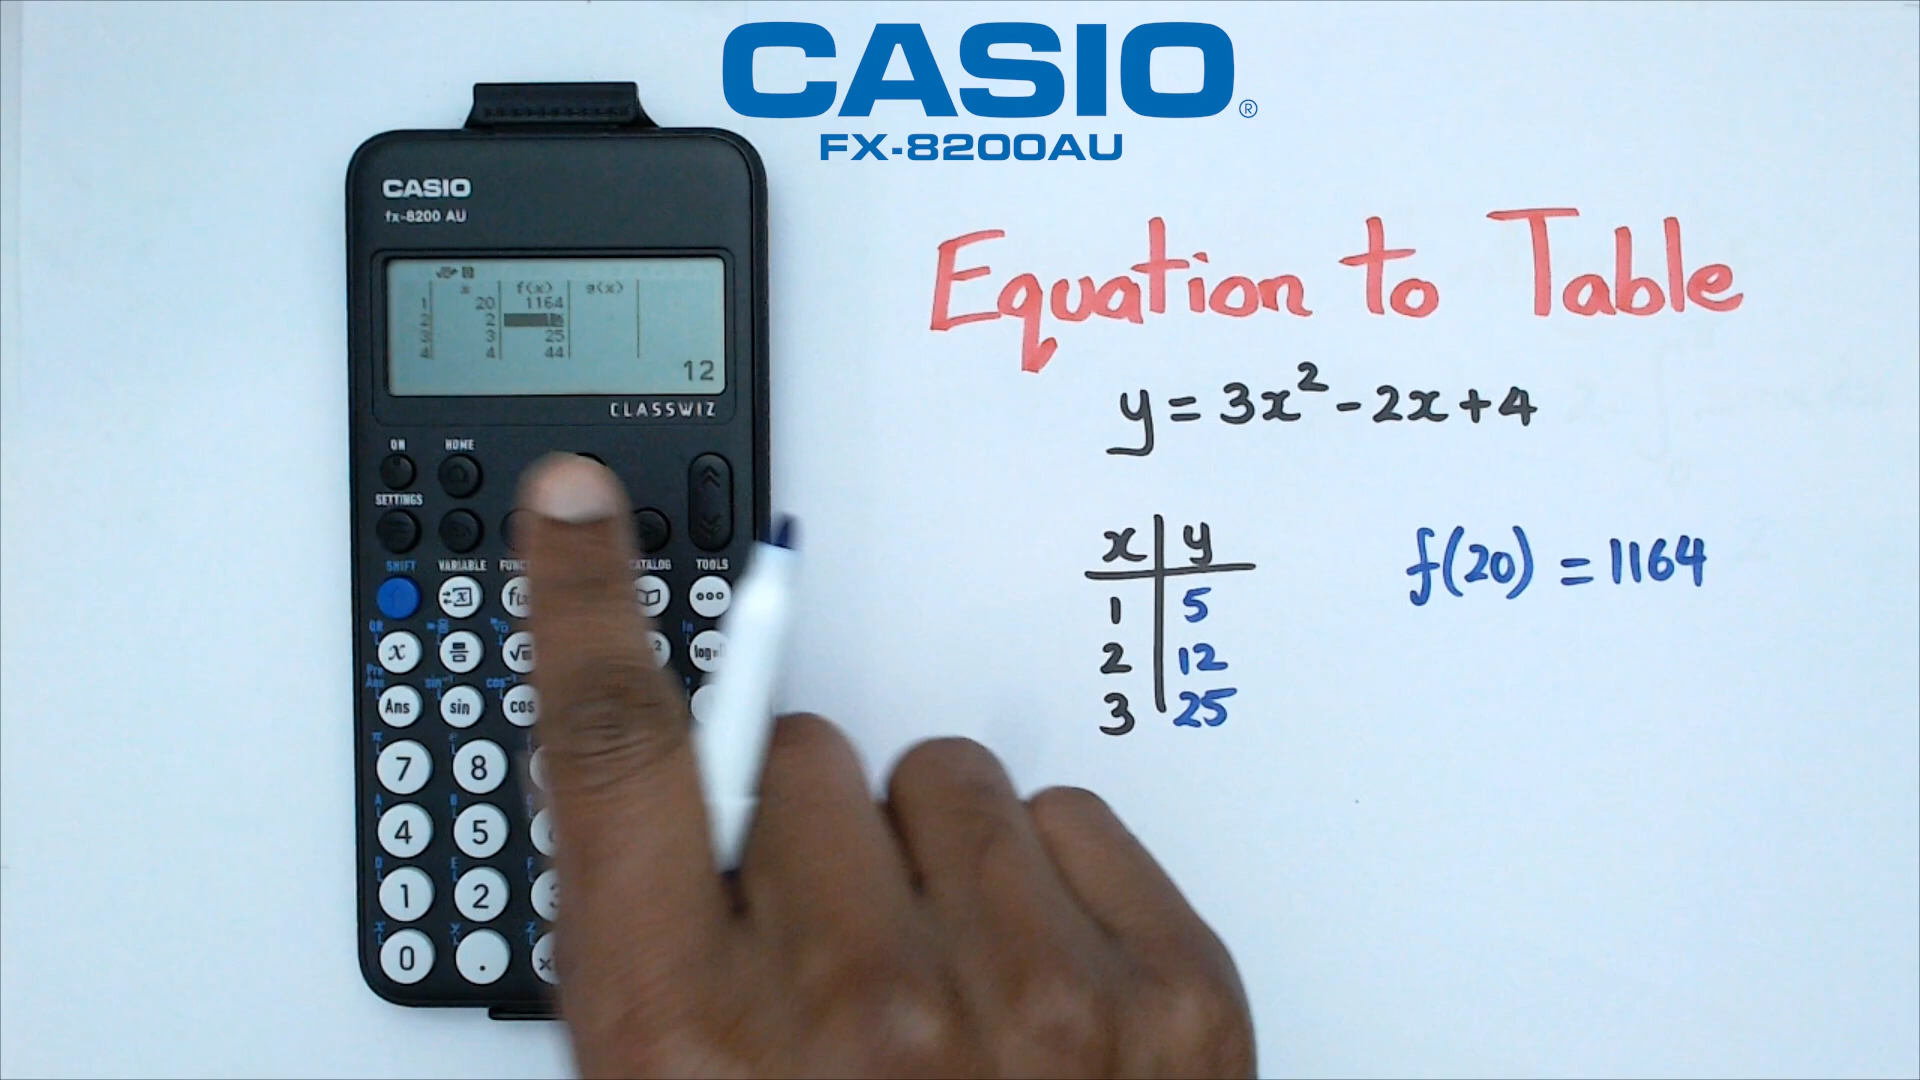 CASIO®
FX-8200AU
CASIO
fx-8200 AU
x f(x) g(x)
1 20 1164
2 2
3 3 25
4 4 44
12
CLASSWIZ
ON HOME
SETTINGS
SHIFT VARIABLE CATALOG TOOLS
x
Ans sin cos
7 8
4 5
1 2 3
0 .
Equation to Table
y = 3x² - 2x + 4
x y
1 5
2 12
3 25
f(20) = 1164